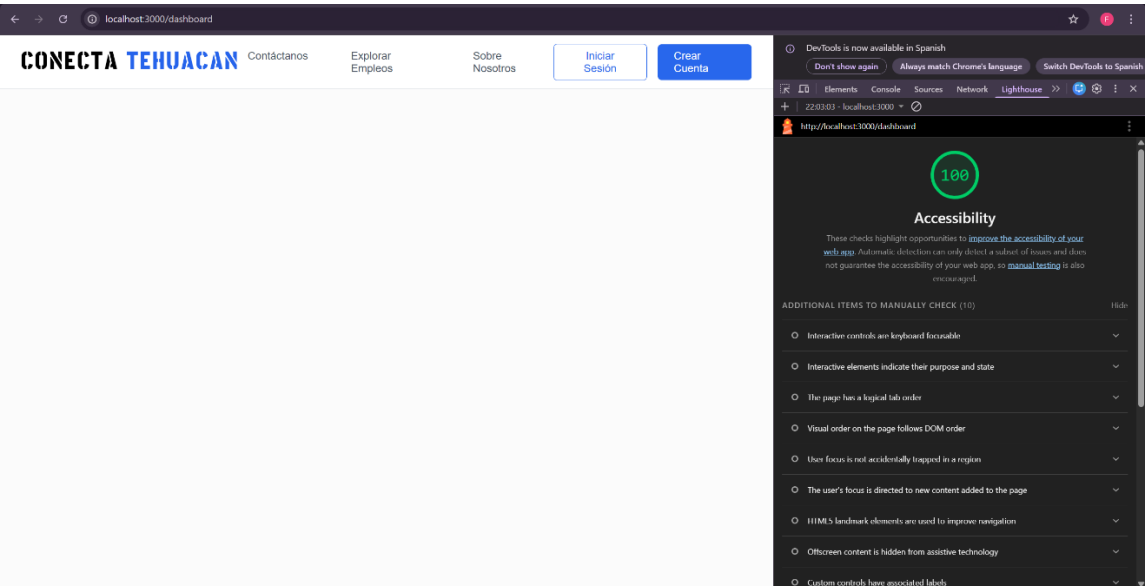 localhost:3000/dashboard
F
CONECTA TEHUACAN
Contáctanos
Explorar
Empleos
Sobre
Nosotros
Iniciar
Sesión
Crear
Cuenta
DevTools is now available in Spanish
Don't show again
Always match Chrome's language
Switch DevTools to Spanish
Elements
Console
Sources
Network
Lighthouse
22:03:03 - localhost:3000
http://localhost:3000/dashboard
100
Accessibility
These checks highlight opportunities to improve the accessibility of your
web app. Automatic detection can only detect a subset of issues and does
not guarantee the accessibility of your web app, so manual testing is also
encouraged.
ADDITIONAL ITEMS TO MANUALLY CHECK (10)
Hide
Interactive controls are keyboard focusable
Interactive elements indicate their purpose and state
The page has a logical tab order
Visual order on the page follows DOM order
User focus is not accidentally trapped in a region
The user's focus is directed to new content added to the page
HTML5 landmark elements are used to improve navigation
Offscreen content is hidden from assistive technology
Custom controls have associated labels